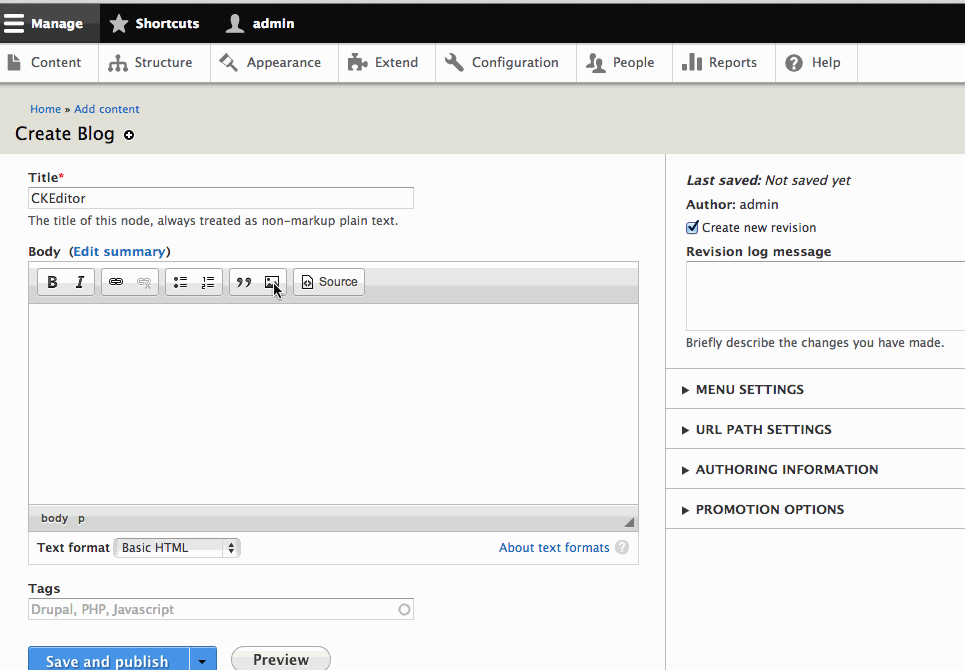 Manage Shortcuts admin
Content Structure Appearance Extend Configuration People Reports Help
Home » Add content
Create Blog
Title*
CKEditor
The title of this node, always treated as non-markup plain text.
Body (Edit summary)
B I Source
body p
Text format Basic HTML About text formats ?
Tags
Drupal, PHP, Javascript
Save and publish Preview
Last saved: Not saved yet
Author: admin
Create new revision
Revision log message
Briefly describe the changes you have made.
MENU SETTINGS
URL PATH SETTINGS
AUTHORING INFORMATION
PROMOTION OPTIONS